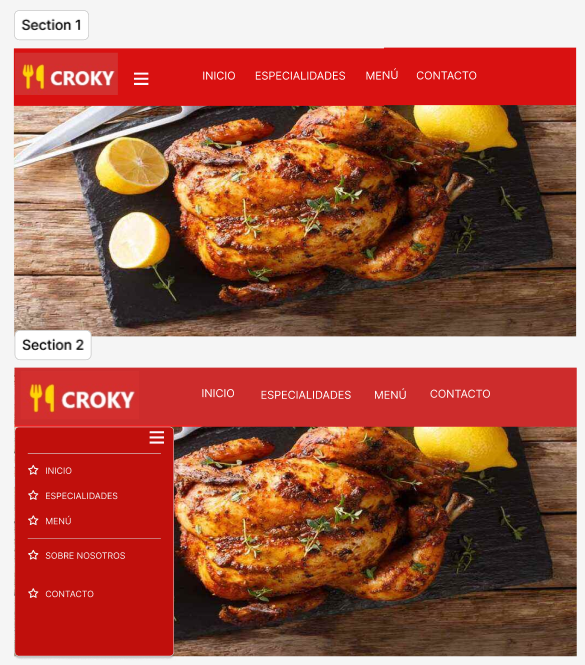 Section 1
CROKY
INICIO ESPECIALIDADES MENÚ CONTACTO
Section 2
CROKY
INICIO ESPECIALIDADES MENÚ CONTACTO
INICIO
ESPECIALIDADES
MENÚ
SOBRE NOSOTROS
CONTACTO